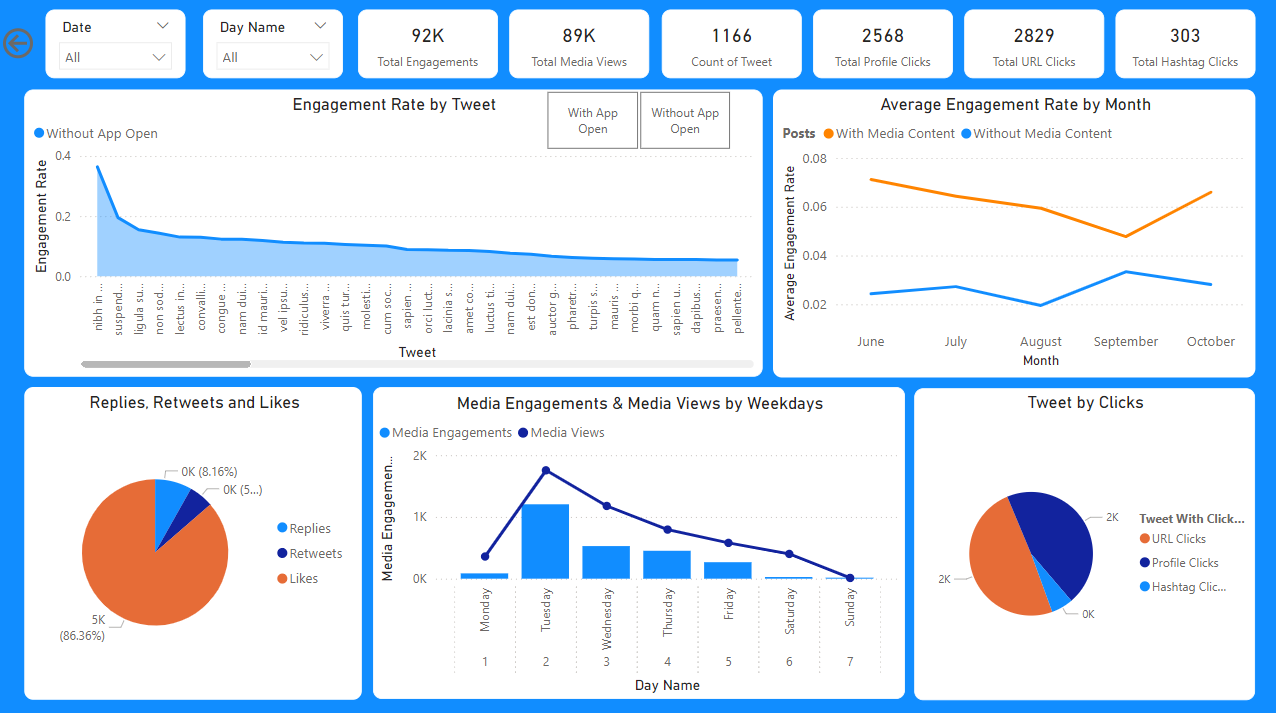 Date
All
Day Name
All
92K
Total Engagements
89K
Total Media Views
1166
Count of Tweet
2568
Total Profile Clicks
2829
Total URL Clicks
303
Total Hashtag Clicks
Engagement Rate by Tweet
With App
Open
Without App
Open
Without App Open
Engagement Rate
0.4
0.2
0.0
nibh in ...
suspend...
ligula su...
non sod...
lectus in...
convalli...
congue ...
nam dui...
id mauri...
vel ipsu...
ridiculus...
viverra ...
quis tur...
molesti...
cum soc...
sapien ...
orci luct...
lacinia s...
amet co...
luctus ti...
nam dui...
est don...
auctor g...
pharetr...
turpis s...
mauris ...
morbi q...
quam n...
sapien u...
dapibus...
praesen...
pellente...
Tweet
Average Engagement Rate by Month
Posts With Media Content Without Media Content
Average Engagement Rate
0.08
0.06
0.04
0.02
June July August September October
Month
Replies, Retweets and Likes
0K (8.16%)
0K (5...)
5K
(86.36%)
Replies
Retweets
Likes
Media Engagements & Media Views by Weekdays
Media Engagements Media Views
Media Engagemen...
2K
1K
0K
Monday
Tuesday
Wednesday
Thursday
Friday
Saturday
Sunday
1 2 3 4 5 6 7
Day Name
Tweet by Clicks
2K
2K
0K
Tweet With Click...
URL Clicks
Profile Clicks
Hashtag Clic...